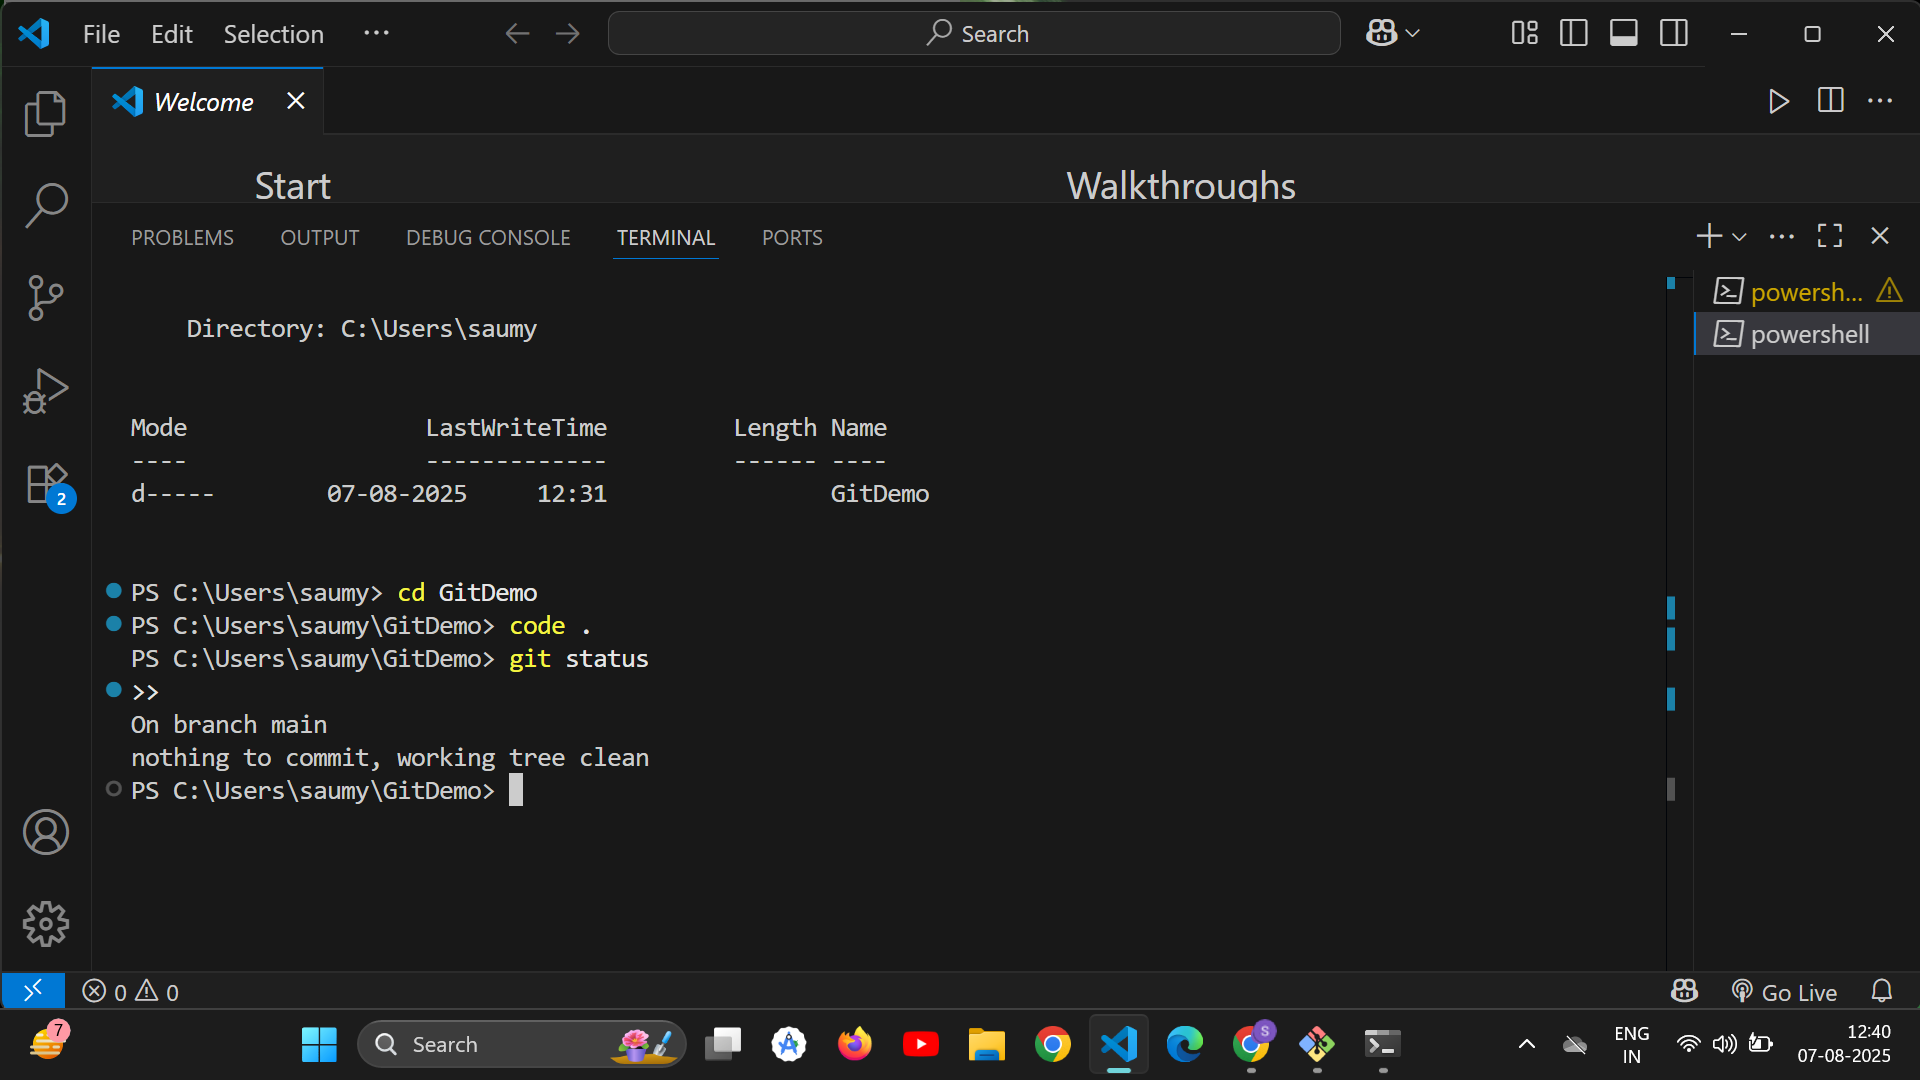 File Edit Selection ··· Search
Welcome
Start Walkthroughs
PROBLEMS OUTPUT DEBUG CONSOLE TERMINAL PORTS
powersh...
powershell
Directory: C:\Users\saumy
Mode LastWriteTime Length Name
---- ------------- ------ ----
d----- 07-08-2025 12:31 GitDemo
PS C:\Users\saumy> cd GitDemo
PS C:\Users\saumy\GitDemo> code .
PS C:\Users\saumy\GitDemo> git status
>>
On branch main
nothing to commit, working tree clean
PS C:\Users\saumy\GitDemo>
2
0 0 Go Live
7
Search
S
ENG
IN
12:40
07-08-2025